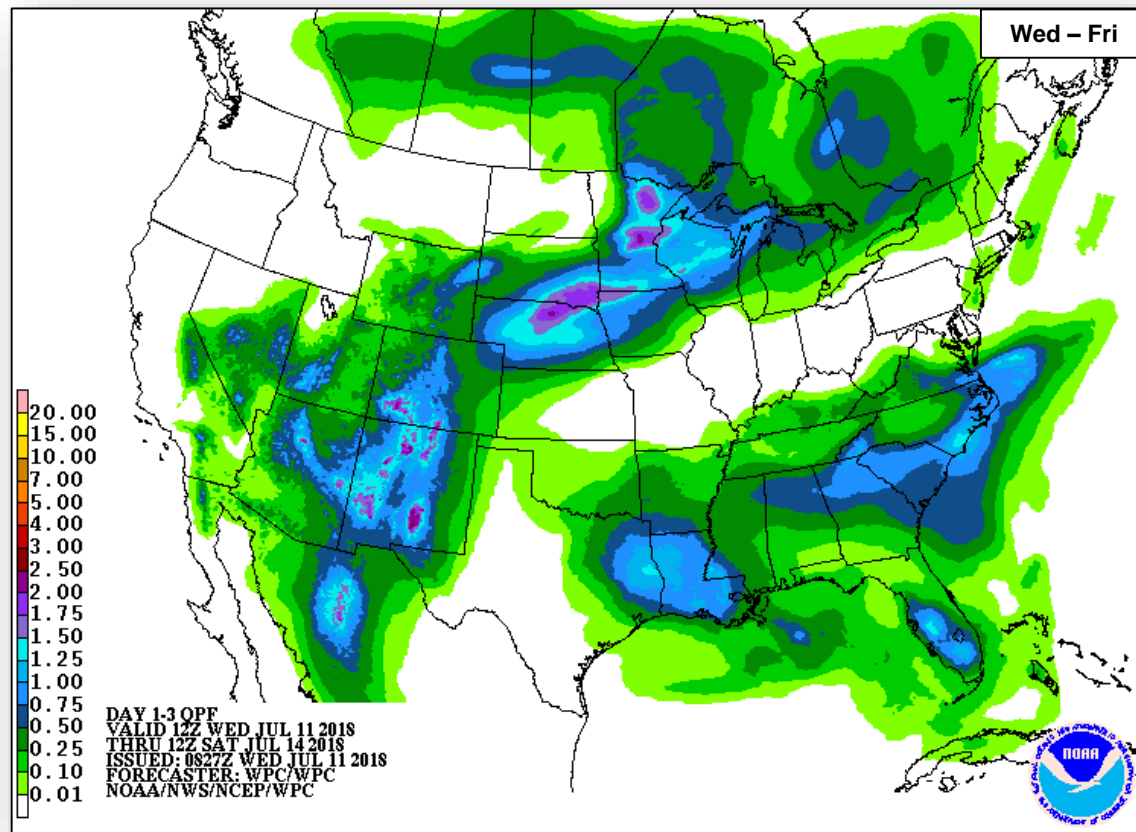 Wed – Fri
20.00
15.00
10.00
7.00
5.00
4.00
3.00
2.50
2.00
1.75
1.50
1.25
1.00
0.75
0.50
0.25
0.10
0.01
DAY 1-3 QPF
VALID 12Z WED JUL 11 2018
THRU 12Z SAT JUL 14 2018
ISSUED: 0827Z WED JUL 11 2018
FORECASTER: WPC/WPC
NOAA/NWS/NCEP/WPC
NOAA